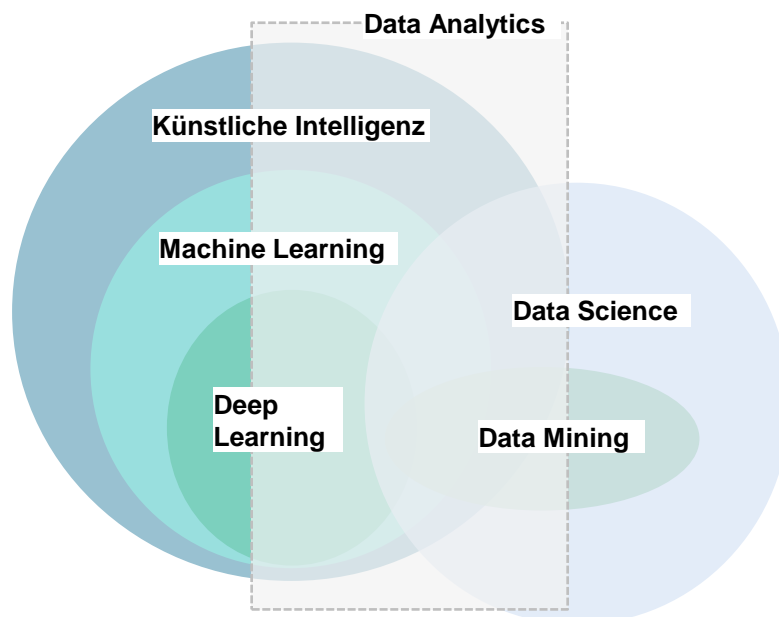 Data Analytics
Künstliche Intelligenz
Machine Learning
Data Science
Deep
Learning
Data Mining